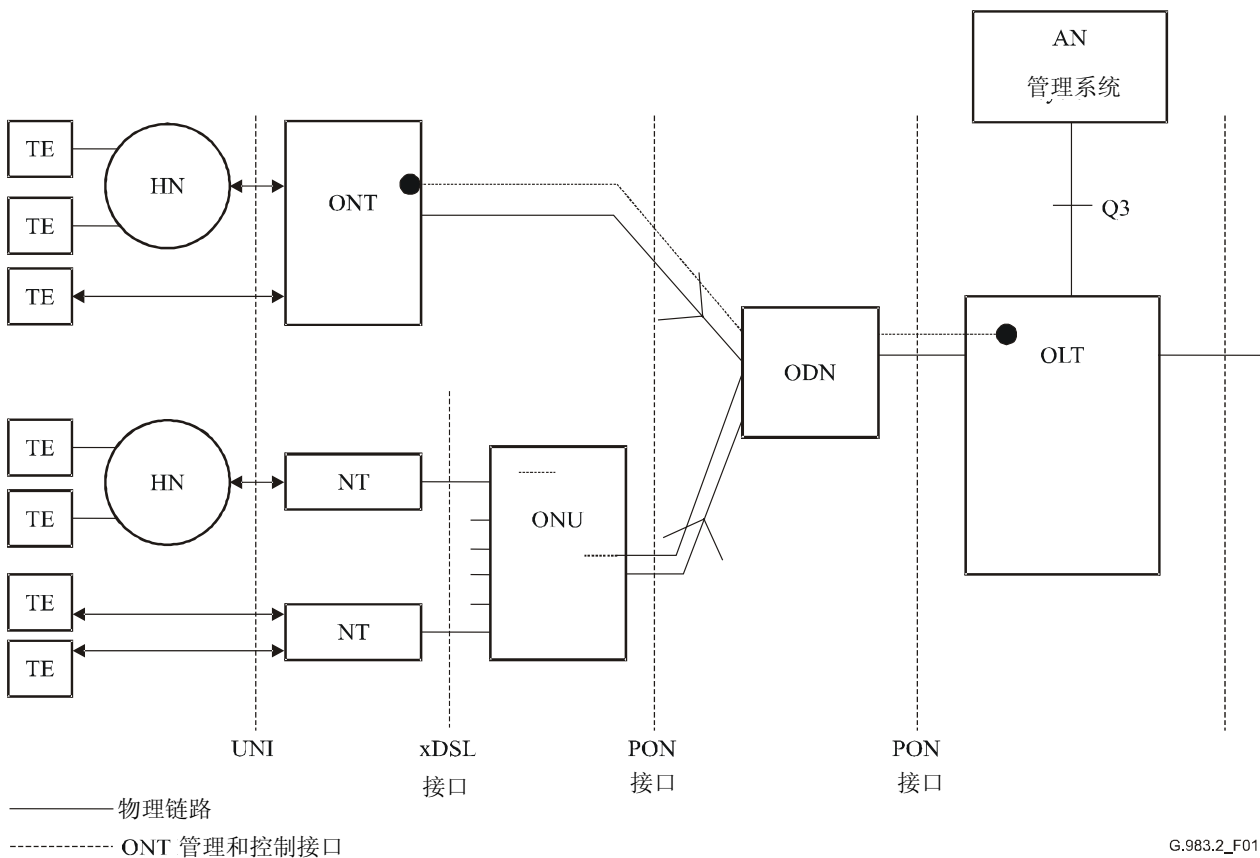 AN
管理系统
TE
HN
ONT
TE
Q3
TE
OLT
ODN
TE
HN
NT
TE
ONU
TE
NT
TE
UNI
xDSL
接口
PON
接口
PON
接口
物理链路
ONT 管理和控制接口
G.983.2_F01